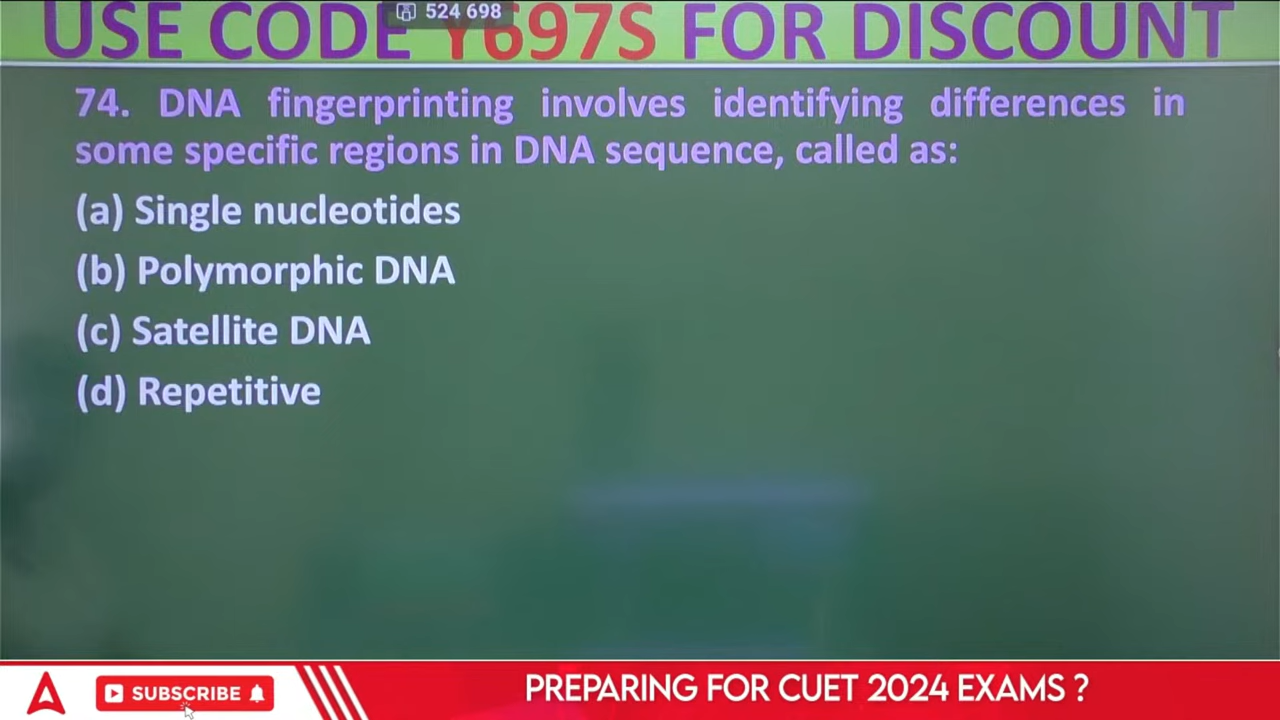 USE CODE Y697S FOR DISCOUNT
524 698
74. DNA fingerprinting involves identifying differences in
some specific regions in DNA sequence, called as:
(a) Single nucleotides
(b) Polymorphic DNA
(c) Satellite DNA
(d) Repetitive
SUBSCRIBE
PREPARING FOR CUET 2024 EXAMS ?